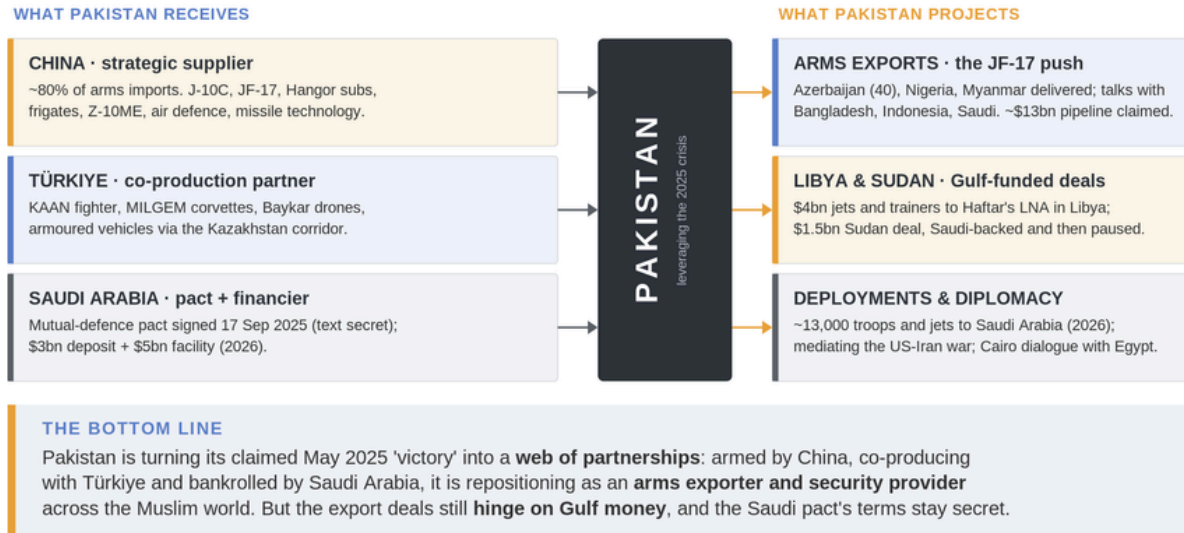 WHAT PAKISTAN RECEIVES
CHINA · strategic supplier
~80% of arms imports. J-10C, JF-17, Hangor subs,
frigates, Z-10ME, air defence, missile technology.
TÜRKIYE · co-production partner
KAAN fighter, MILGEM corvettes, Baykar drones,
armoured vehicles via the Kazakhstan corridor.
SAUDI ARABIA · pact + financier
Mutual-defence pact signed 17 Sep 2025 (text secret);
$3bn deposit + $5bn facility (2026).
PAKISTAN
leveraging the 2025 crisis
WHAT PAKISTAN PROJECTS
ARMS EXPORTS · the JF-17 push
Azerbaijan (40), Nigeria, Myanmar delivered; talks with
Bangladesh, Indonesia, Saudi. ~$13bn pipeline claimed.
LIBYA & SUDAN · Gulf-funded deals
$4bn jets and trainers to Haftar's LNA in Libya;
$1.5bn Sudan deal, Saudi-backed and then paused.
DEPLOYMENTS & DIPLOMACY
~13,000 troops and jets to Saudi Arabia (2026);
mediating the US-Iran war; Cairo dialogue with Egypt.
THE BOTTOM LINE
Pakistan is turning its claimed May 2025 'victory' into a web of partnerships: armed by China, co-producing
with Türkiye and bankrolled by Saudi Arabia, it is repositioning as an arms exporter and security provider
across the Muslim world. But the export deals still hinge on Gulf money, and the Saudi pact's terms stay secret.